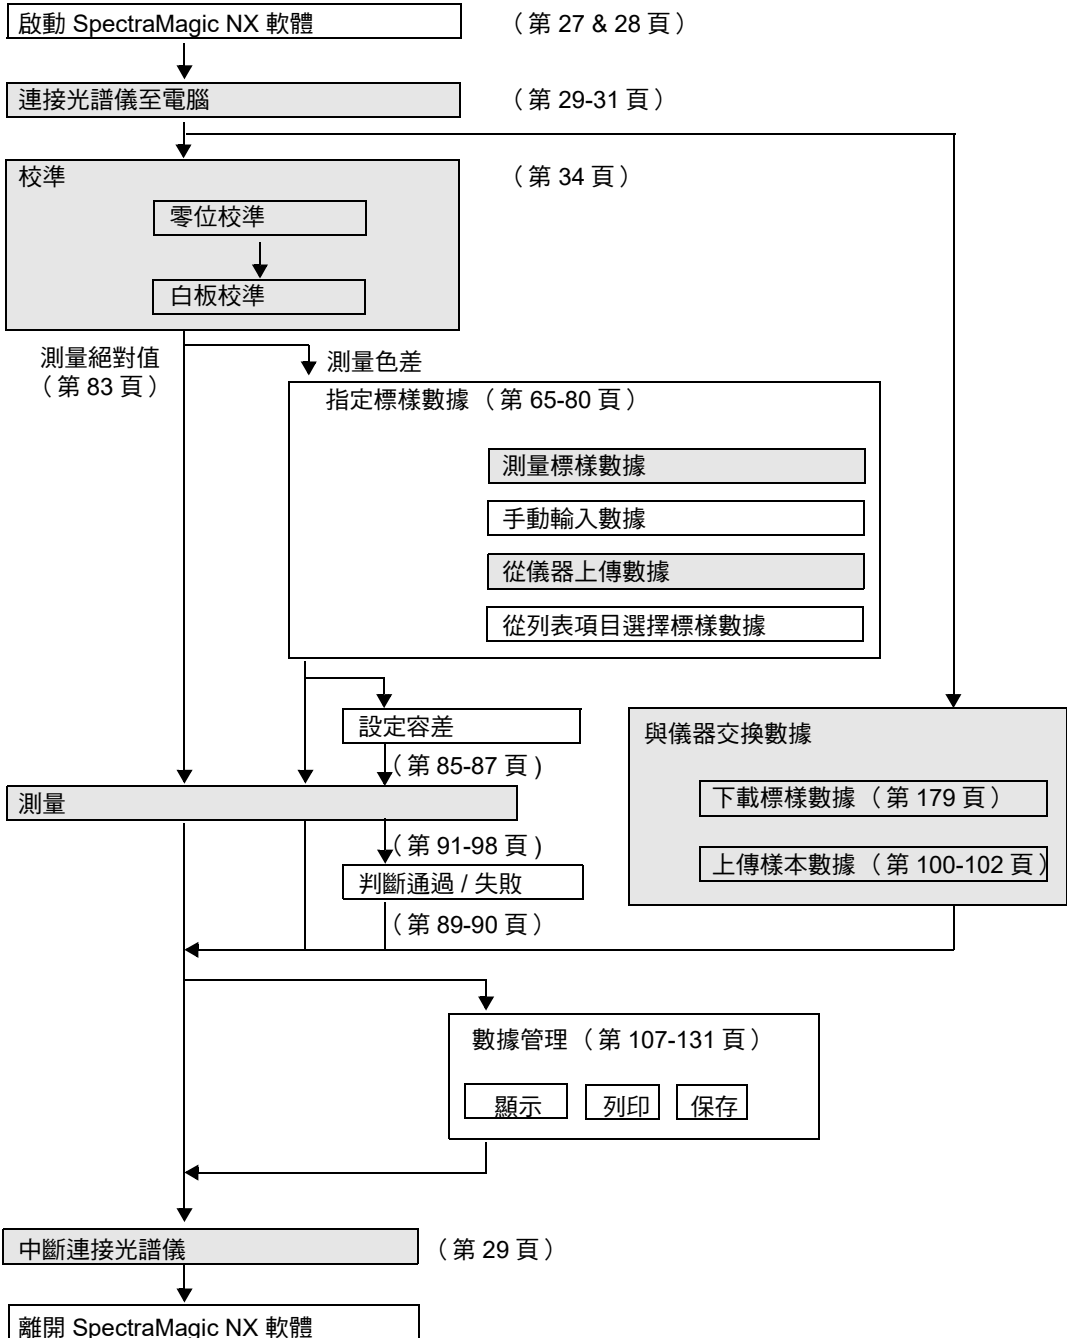 啟動 SpectraMagic NX 軟體
（第 27 & 28 頁）
連接光譜儀至電腦
（第 29-31 頁）
校準
（第 34 頁）
零位校準
白板校準
測量絕對值
（第 83 頁）
測量色差
指定標樣數據（第 65-80 頁）
測量標樣數據
手動輸入數據
從儀器上傳數據
從列表項目選擇標樣數據
設定容差
（第 85-87 頁)
與儀器交換數據
下載標樣數據（第 179 頁）
上傳樣本數據（第 100-102 頁）
測量
（第 91-98 頁)
判斷通過 / 失敗
（第 89-90 頁）
數據管理（第 107-131 頁）
顯示
列印
保存
中斷連接光譜儀
（第 29 頁）
離開 SpectraMagic NX 軟體